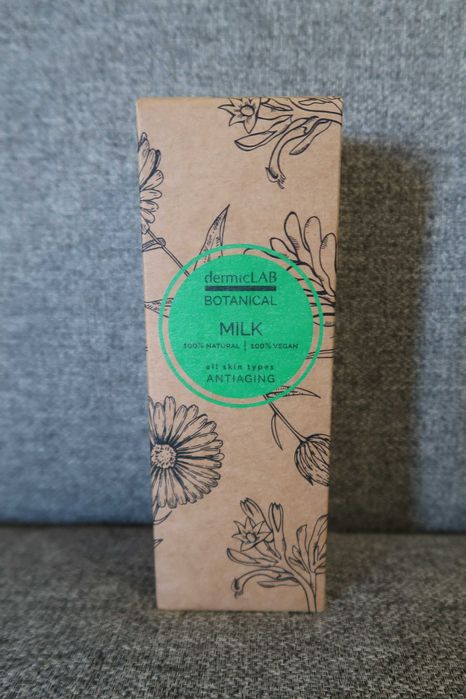 dermicLAB
BOTANICAL
MILK
100% NATURAL | 100% VEGAN
all skin types
ANTIAGING